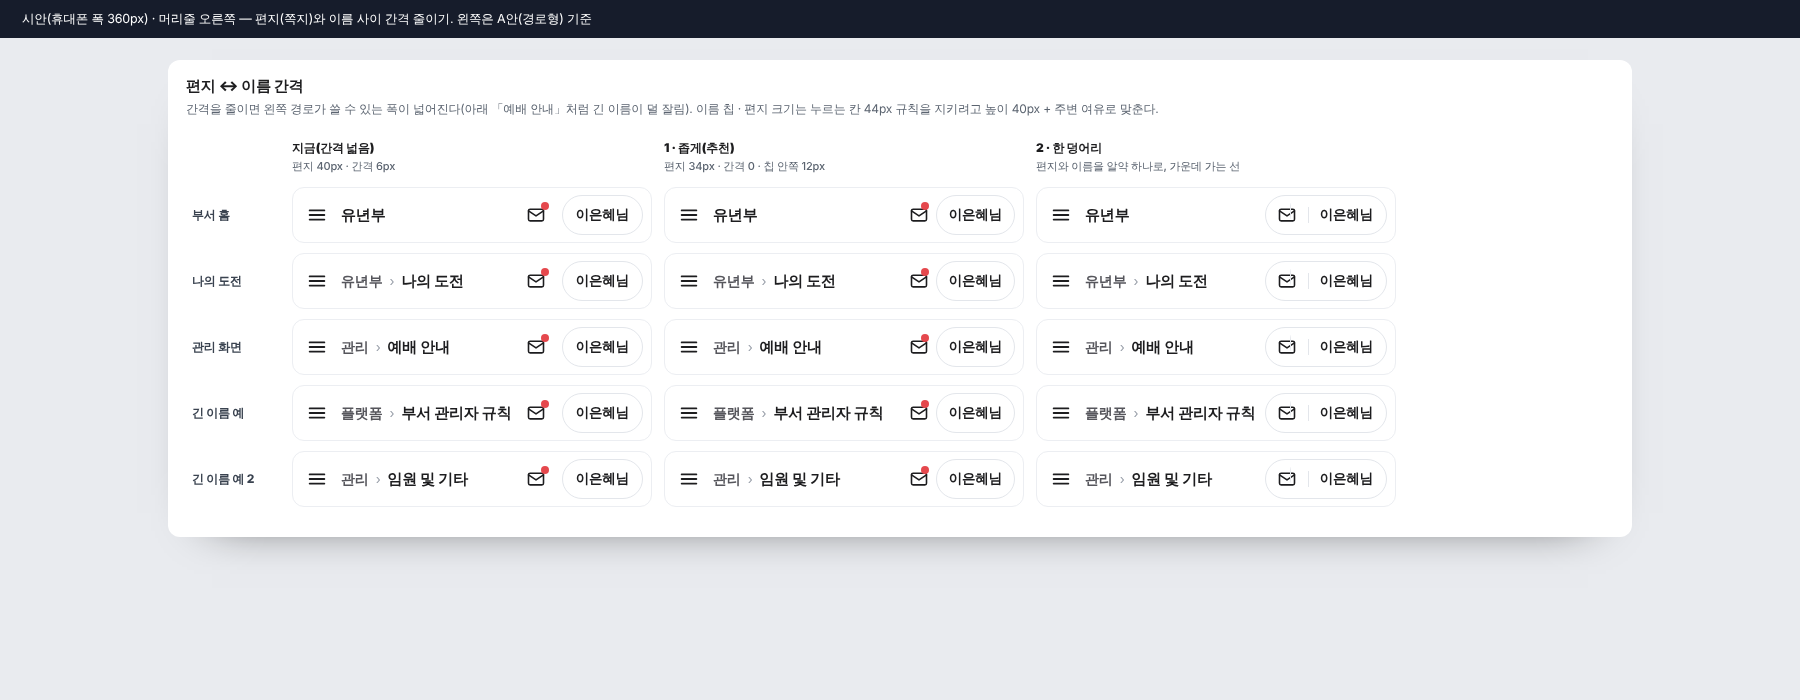 시안(휴대폰 폭 360px) · 머리줄 오른쪽 — 편지(쪽지)와 이름 사이 간격 줄이기. 왼쪽은 A안(경로형) 기준
편지 ↔ 이름 간격
간격을 줄이면 왼쪽 경로가 쓸 수 있는 폭이 넓어진다(아래 「예배 안내」처럼 긴 이름이 덜 잘림). 이름 칩 · 편지 크기는 누르는 칸 44px 규칙을 지키려고 높이 40px + 주변 여유로 맞춘다.
지금(간격 넓음) 1 · 좁게(추천) 2 · 한 덩어리
편지 40px · 간격 6px 편지 34px · 간격 0 · 칩 안쪽 12px 편지와 이름을 알약 하나로, 가운데 가는 선
부서 홈 유년부 이은혜님 유년부 이은혜님 유년부 이은혜님
나의 도전 유년부 › 나의 도전 이은혜님 유년부 › 나의 도전 이은혜님 유년부 › 나의 도전 이은혜님
관리 화면 관리 › 예배 안내 이은혜님 관리 › 예배 안내 이은혜님 관리 › 예배 안내 이은혜님
긴 이름 예 플랫폼 › 부서 관리자 규칙 이은혜님 플랫폼 › 부서 관리자 규칙 이은혜님 플랫폼 › 부서 관리자 규칙 이은혜님
긴 이름 예 2 관리 › 임원 및 기타 이은혜님 관리 › 임원 및 기타 이은혜님 관리 › 임원 및 기타 이은혜님